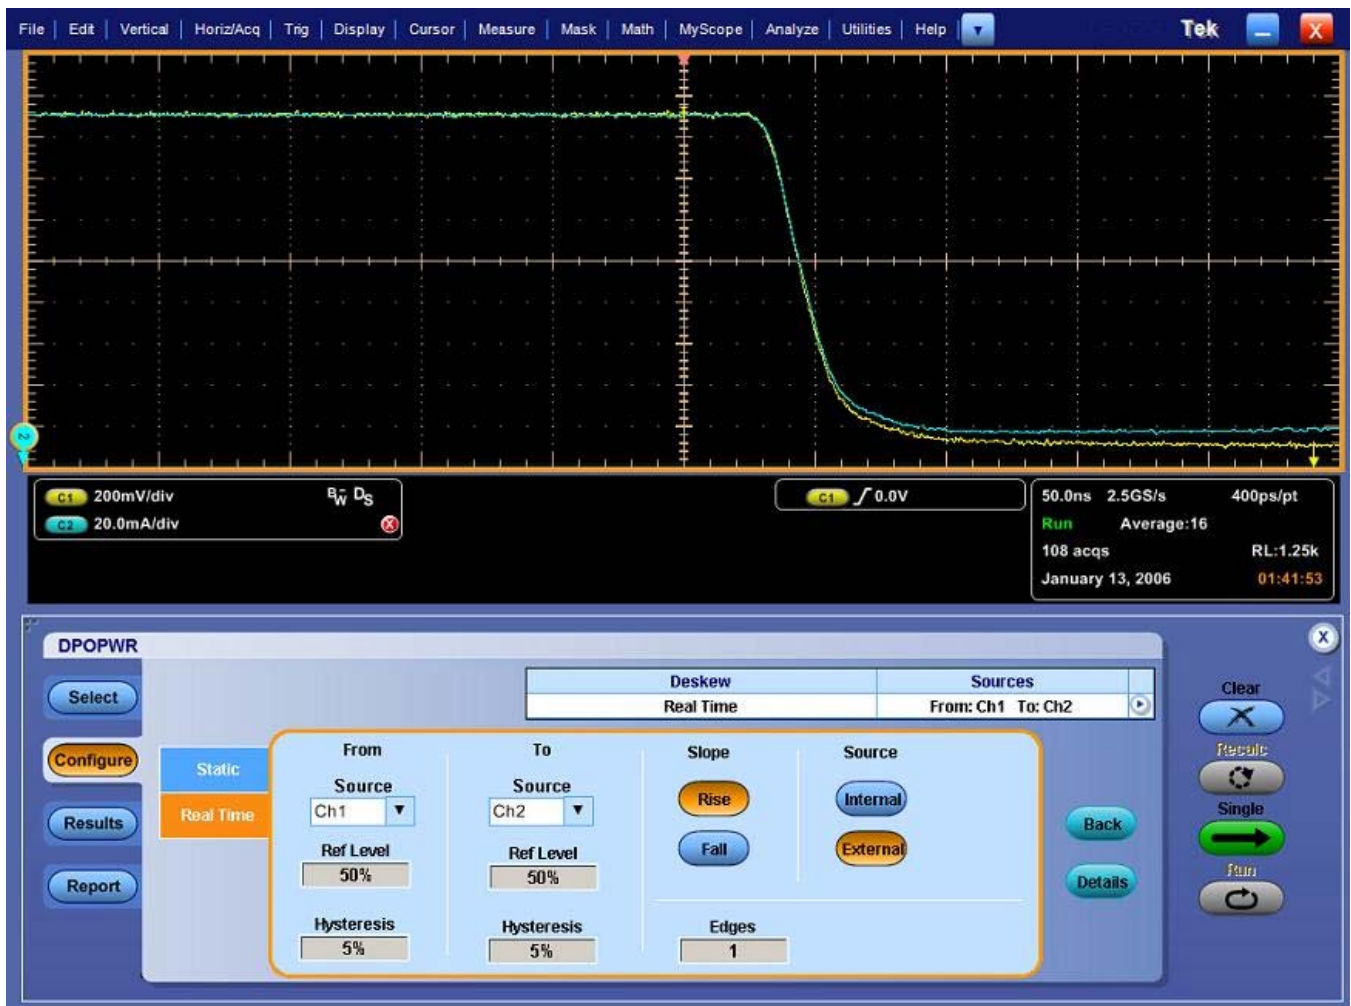 File | Edit | Vertical | Horiz/Acq | Trig | Display | Cursor | Measure | Mask | Math | MyScope | Analyze | Utilities | Help Tek X
2
C1 200mV/div BW DS
C2 20.0mA/div
C1 0.0V
50.0ns 2.5GS/s 400ps/pt
Run Average:16
108 acqs RL:1.25k
January 13, 2006 01:41:53
DPOPWR X
Deskew Sources
Real Time From: Ch1 To: Ch2
Select
Configure
Results
Report
Static
Real Time
From To Slope Source
Source Source
Ch1 Ch2 Rise Internal
Ref Level Ref Level Fall External
50% 50%
Hysteresis Hysteresis Edges
5% 5% 1
Back
Details
Clear
Recalc
Single
Run